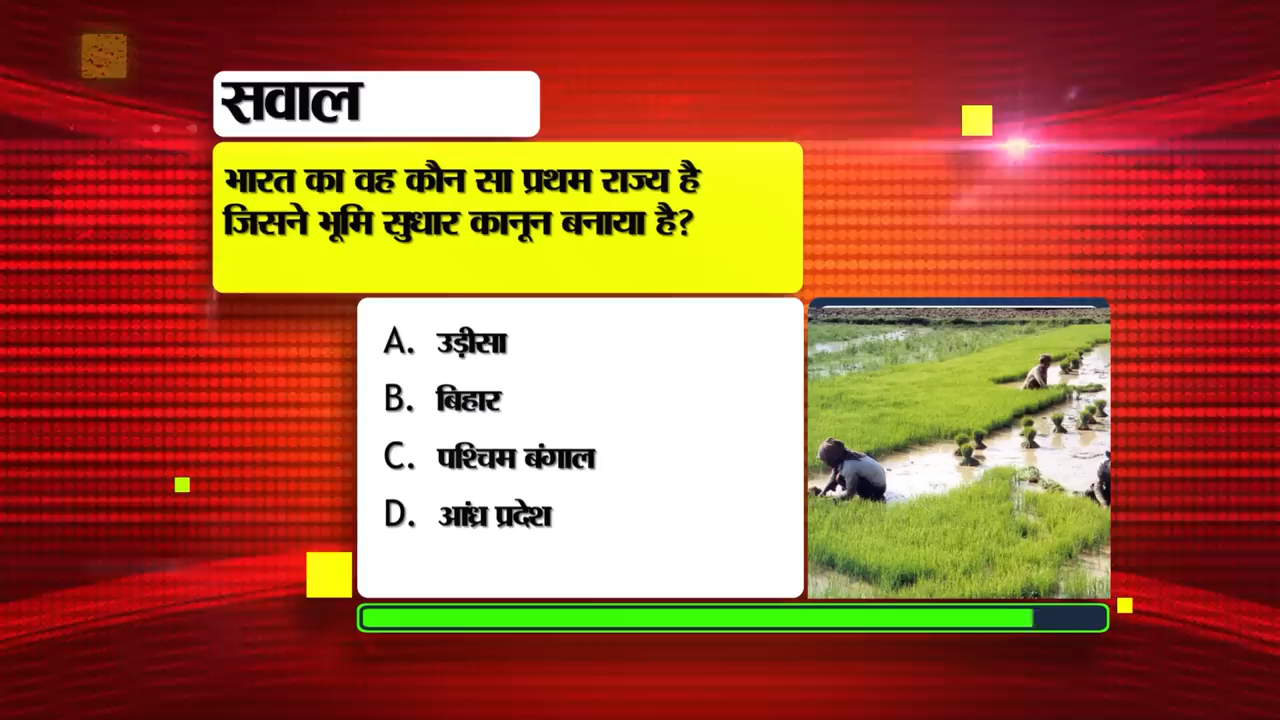 सवाल
भारत का वह कौन सा प्रथम राज्य है
जिसने भूमि सुधार कानून बनाया है?
A. उड़ीसा
B. बिहार
C. पश्चिम बंगाल
D. आंध्र प्रदेश